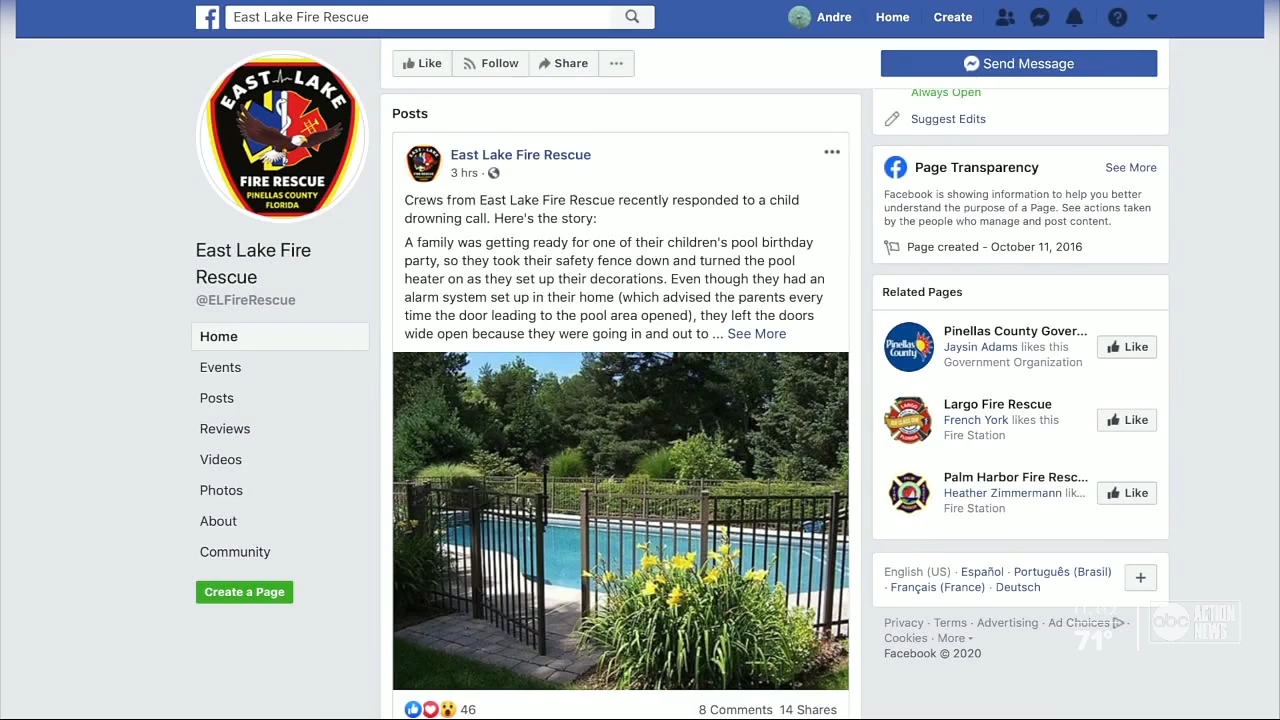 East Lake Fire Rescue
Andre
Home
Create
EAST LAKE
FIRE RESCUE
PINELLAS COUNTY
FLORIDA
East Lake Fire
Rescue
@ELFireRescue
Home
Events
Posts
Reviews
Videos
Photos
About
Community
Create a Page
Like
Follow
Share
Send Message
Posts
East Lake Fire Rescue
3 hrs ·
Crews from East Lake Fire Rescue recently responded to a child
drowning call. Here's the story:
A family was getting ready for one of their children's pool birthday
party, so they took their safety fence down and turned the pool
heater on as they set up their decorations. Even though they had an
alarm system set up in their home (which advised the parents every
time the door leading to the pool area opened), they left the doors
wide open because they were going in and out to ... See More
46
8 Comments 14 Shares
Always Open
Suggest Edits
Page Transparency
See More
Facebook is showing information to help you better
understand the purpose of a Page. See actions taken
by the people who manage and post content.
Page created - October 11, 2016
Related Pages
Pinellas County
Pinellas County Gover...
Jaysin Adams likes this
Government Organization
Like
Largo Fire Rescue
French York likes this
Fire Station
Like
Palm Harbor Fire Resc...
Heather Zimmermann lik...
Fire Station
Like
English (US) · Español · Português (Brasil)
· Français (France) · Deutsch
Privacy · Terms · Advertising · Ad Choices ·
Cookies · More
Facebook © 2020
71°
abc ACTION
NEWS